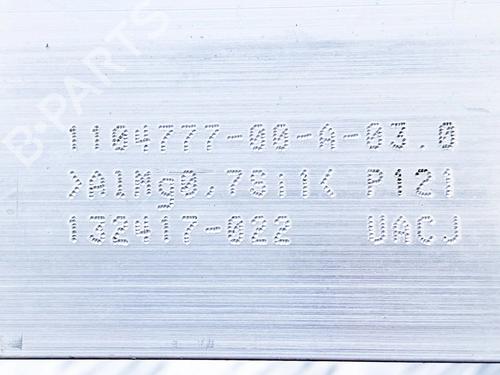 B-PARTS
1104777-00-A-03.0
>AlMg0,7Si1< P121
132417-022 UACJ